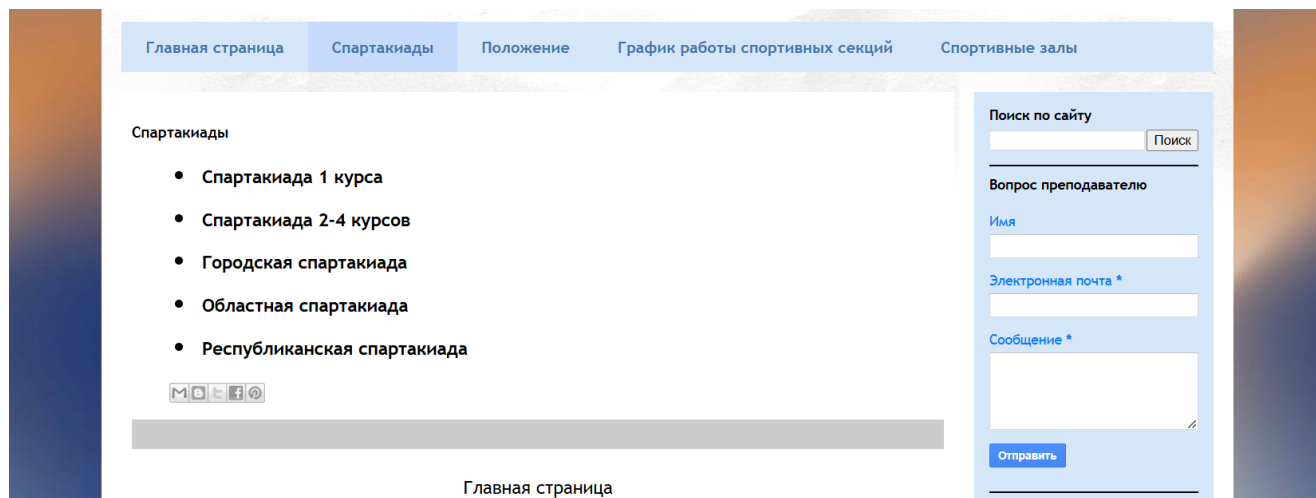 Главная страница Спартакиады Положение График работы спортивных секций Спортивные залы
Спартакиады
Спартакиада 1 курса
Спартакиада 2-4 курсов
Городская спартакиада
Областная спартакиада
Республиканская спартакиада
Главная страница
Поиск по сайту
Поиск
Вопрос преподавателю
Имя
Электронная почта *
Сообщение *
Отправить